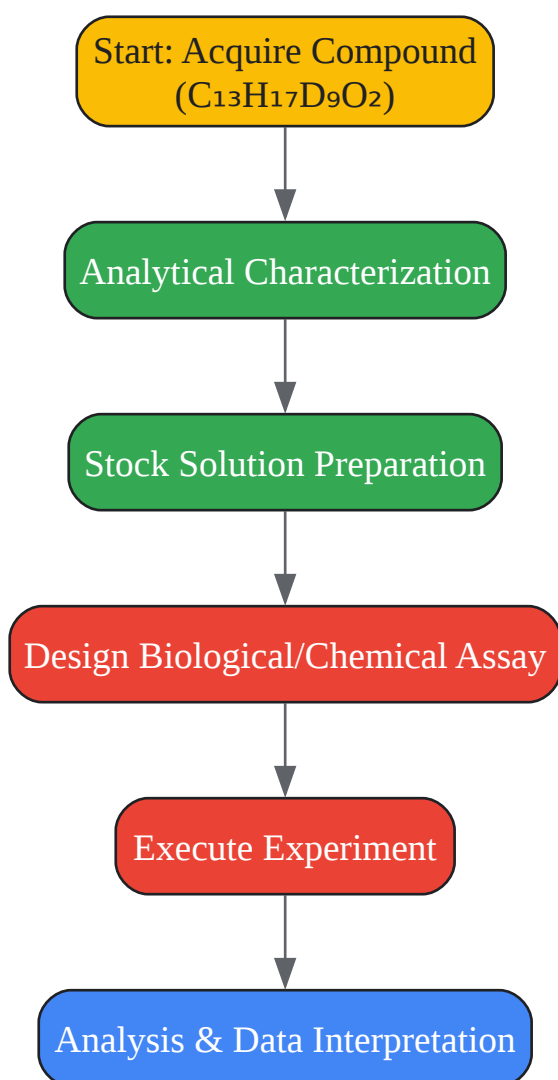 Start: Acquire Compound
(C₁₃H₁₇D₉O₂)
Analytical Characterization
Stock Solution Preparation
Design Biological/Chemical Assay
Execute Experiment
Analysis & Data Interpretation